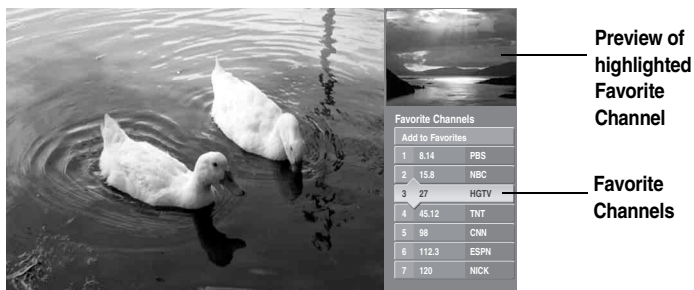 Preview of
highlighted
Favorite
Channel
Favorite Channels
Add to Favorites
1 8.14 PBS
2 15.8 NBC
3 27 HGTV
4 45.12 TNT
5 98 CNN
6 112.3 ESPN
7 120 NICK
Favorite
Channels